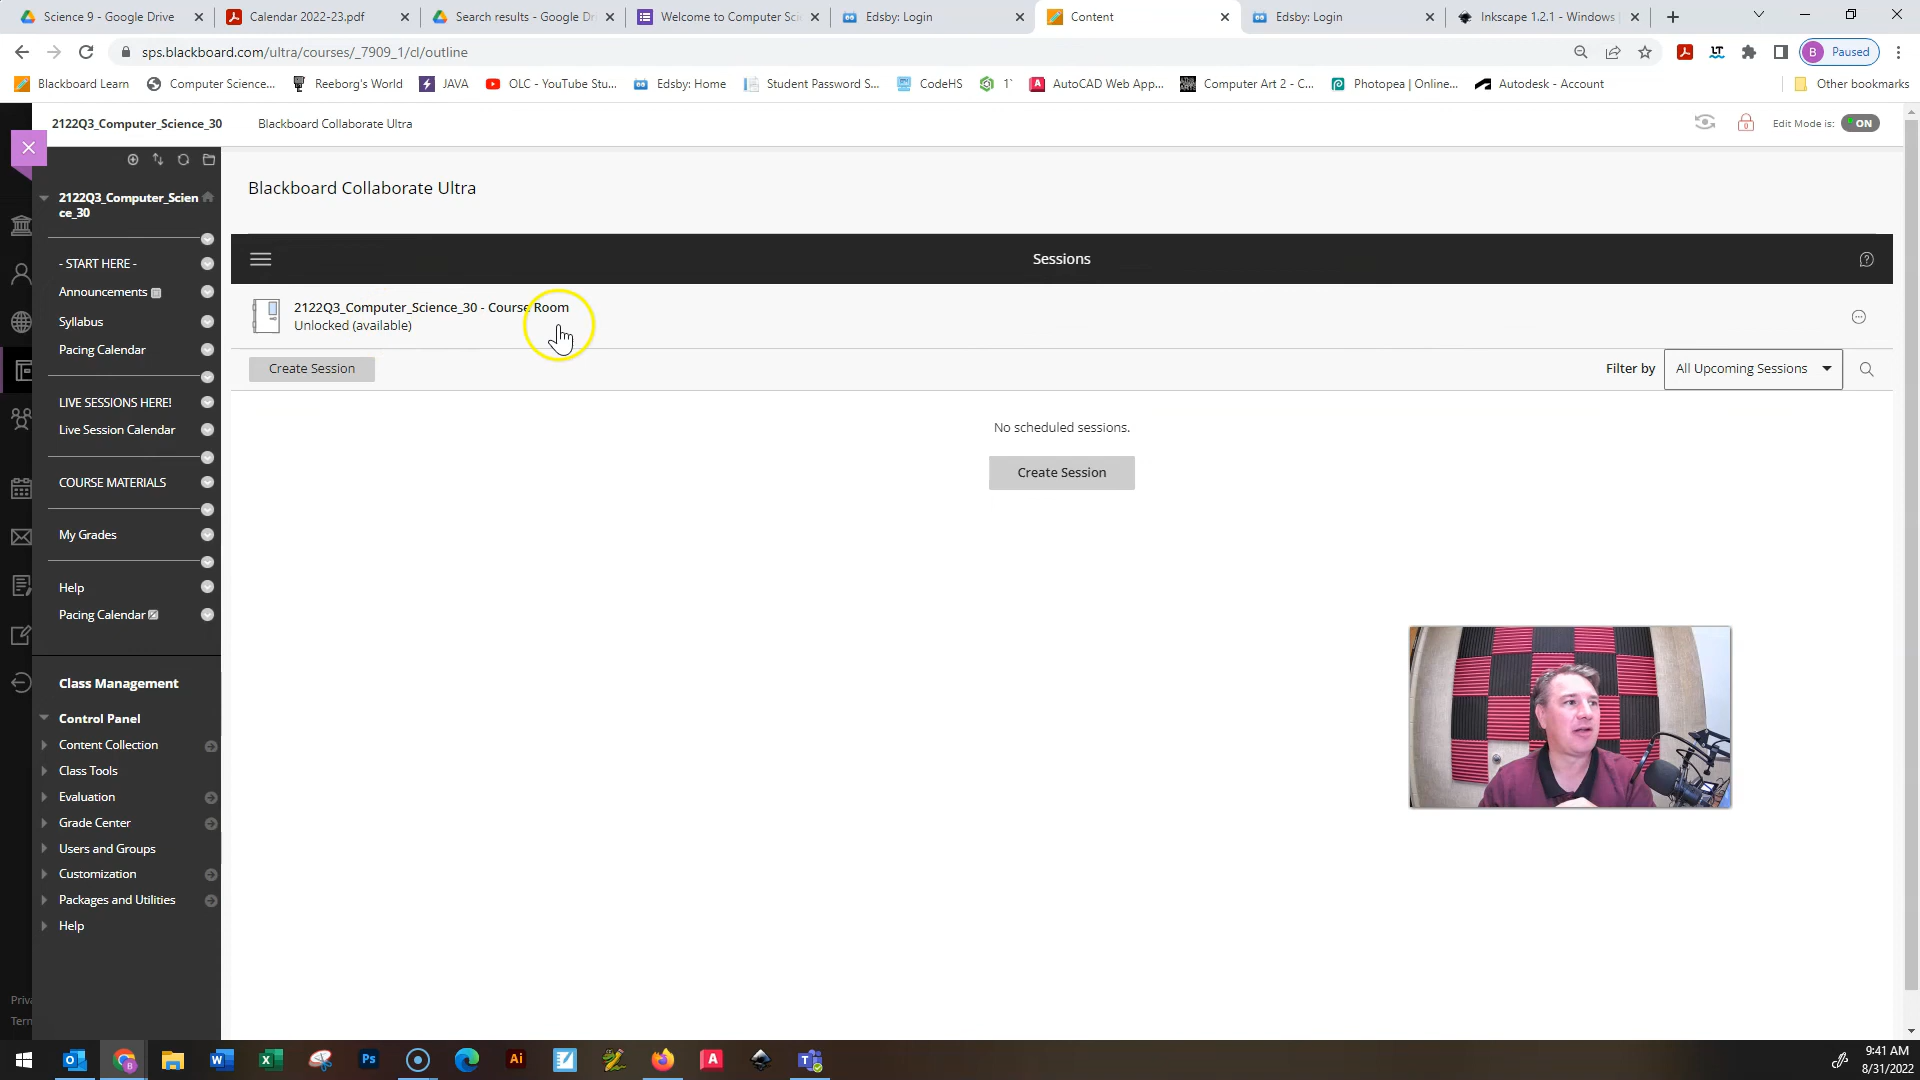 Science 9 - Google Drive
Calendar 2022-23.pdf
Search results - Google Dri
Welcome to Computer Sci
Edsby: Login
Content
Edsby: Login
Inkscape 1.2.1 - Windows
sps.blackboard.com/ultra/courses/_7909_1/cl/outline
B Paused
Blackboard Learn
Computer Science...
Reeborg's World
JAVA
OLC - YouTube Stu...
Edsby: Home
Student Password S...
CodeHS
1`
AutoCAD Web App...
Computer Art 2 - C...
Photopea | Online...
Autodesk - Account
Other bookmarks
2122Q3_Computer_Science_30
Blackboard Collaborate Ultra
Edit Mode is: ON
2122Q3_Computer_Scien
ce_30
- START HERE -
Announcements
Syllabus
Pacing Calendar
LIVE SESSIONS HERE!
Live Session Calendar
COURSE MATERIALS
My Grades
Help
Pacing Calendar
Class Management
Control Panel
Content Collection
Class Tools
Evaluation
Grade Center
Users and Groups
Customization
Packages and Utilities
Help
Priva
Term
Blackboard Collaborate Ultra
Sessions
2122Q3_Computer_Science_30 - Course Room
Unlocked (available)
Create Session
Filter by
All Upcoming Sessions
No scheduled sessions.
Create Session
9:41 AM
8/31/2022